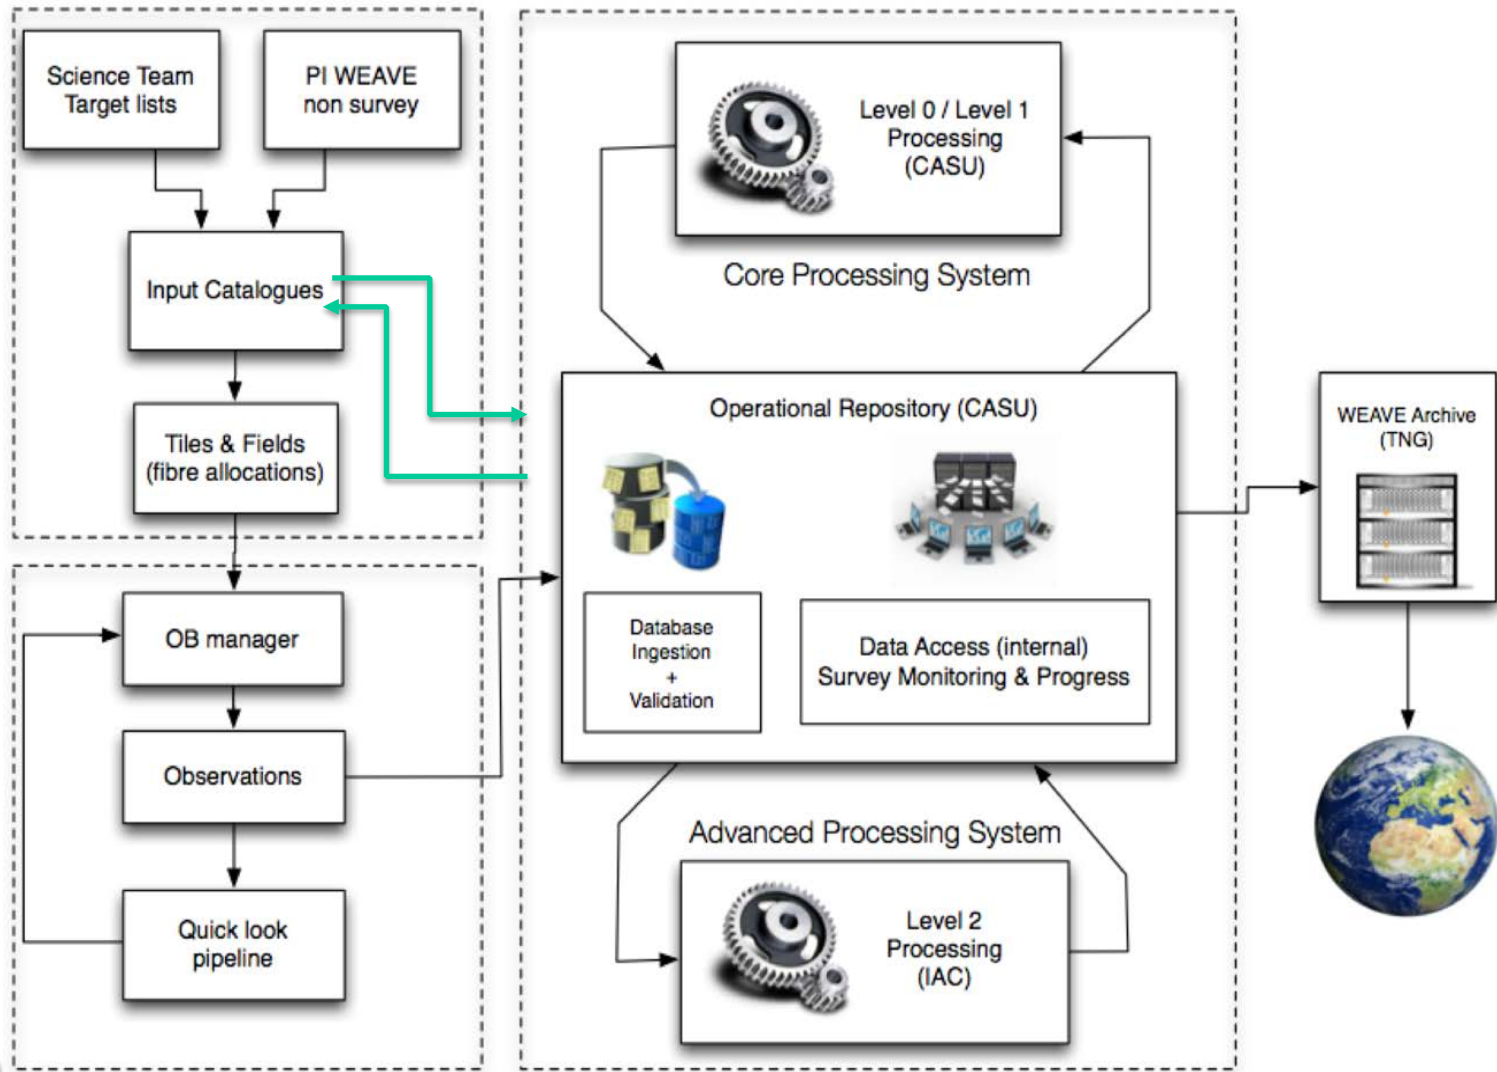 Science Team
Target lists
PI WEAVE
non survey
Input Catalogues
Tiles & Fields
(fibre allocations)
OB manager
Observations
Quick look
pipeline
Level 0 / Level 1
Processing
(CASU)
Core Processing System
Operational Repository (CASU)
Database
Ingestion
+
Validation
Data Access (internal)
Survey Monitoring & Progress
Advanced Processing System
Level 2
Processing
(IAC)
WEAVE Archive
(TNG)